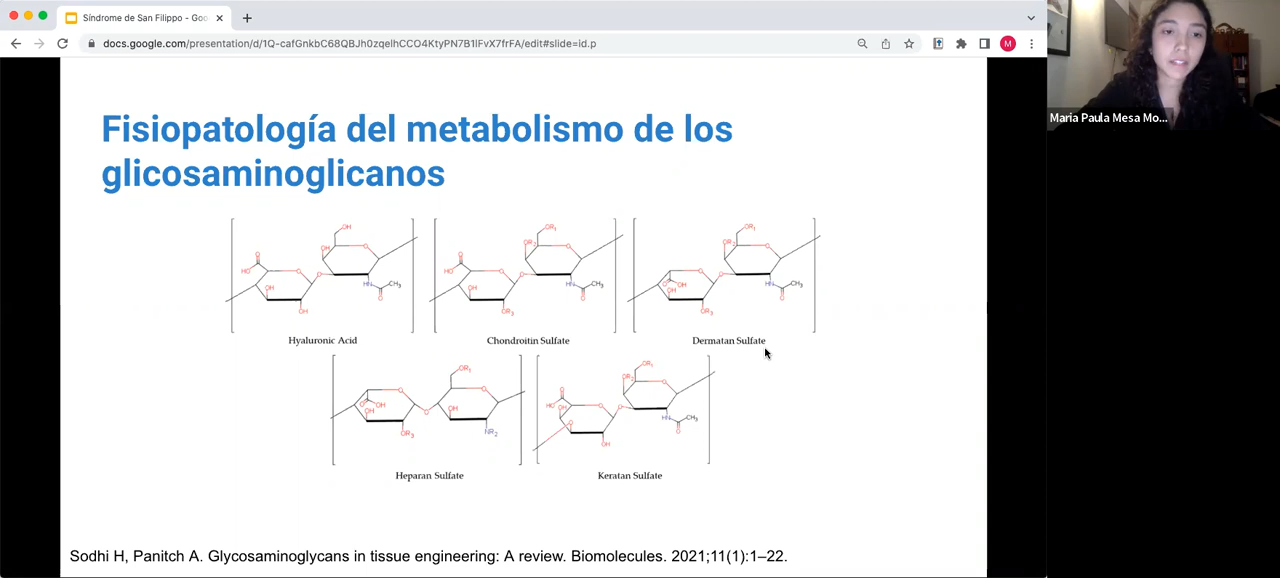 Síndrome de San Filippo - Goo
docs.google.com/presentation/d/1Q-cafGnkbC68QBJh0zqelhCCO4KtyPN7B1lFvX7frFA/edit#slide=id.p
M
Maria Paula Mesa Mo...
Fisiopatología del metabolismo de los
glicosaminoglicanos
Hyaluronic Acid
Chondroitin Sulfate
Dermatan Sulfate
Heparan Sulfate
Keratan Sulfate
Sodhi H, Panitch A. Glycosaminoglycans in tissue engineering: A review. Biomolecules. 2021;11(1):1–22.